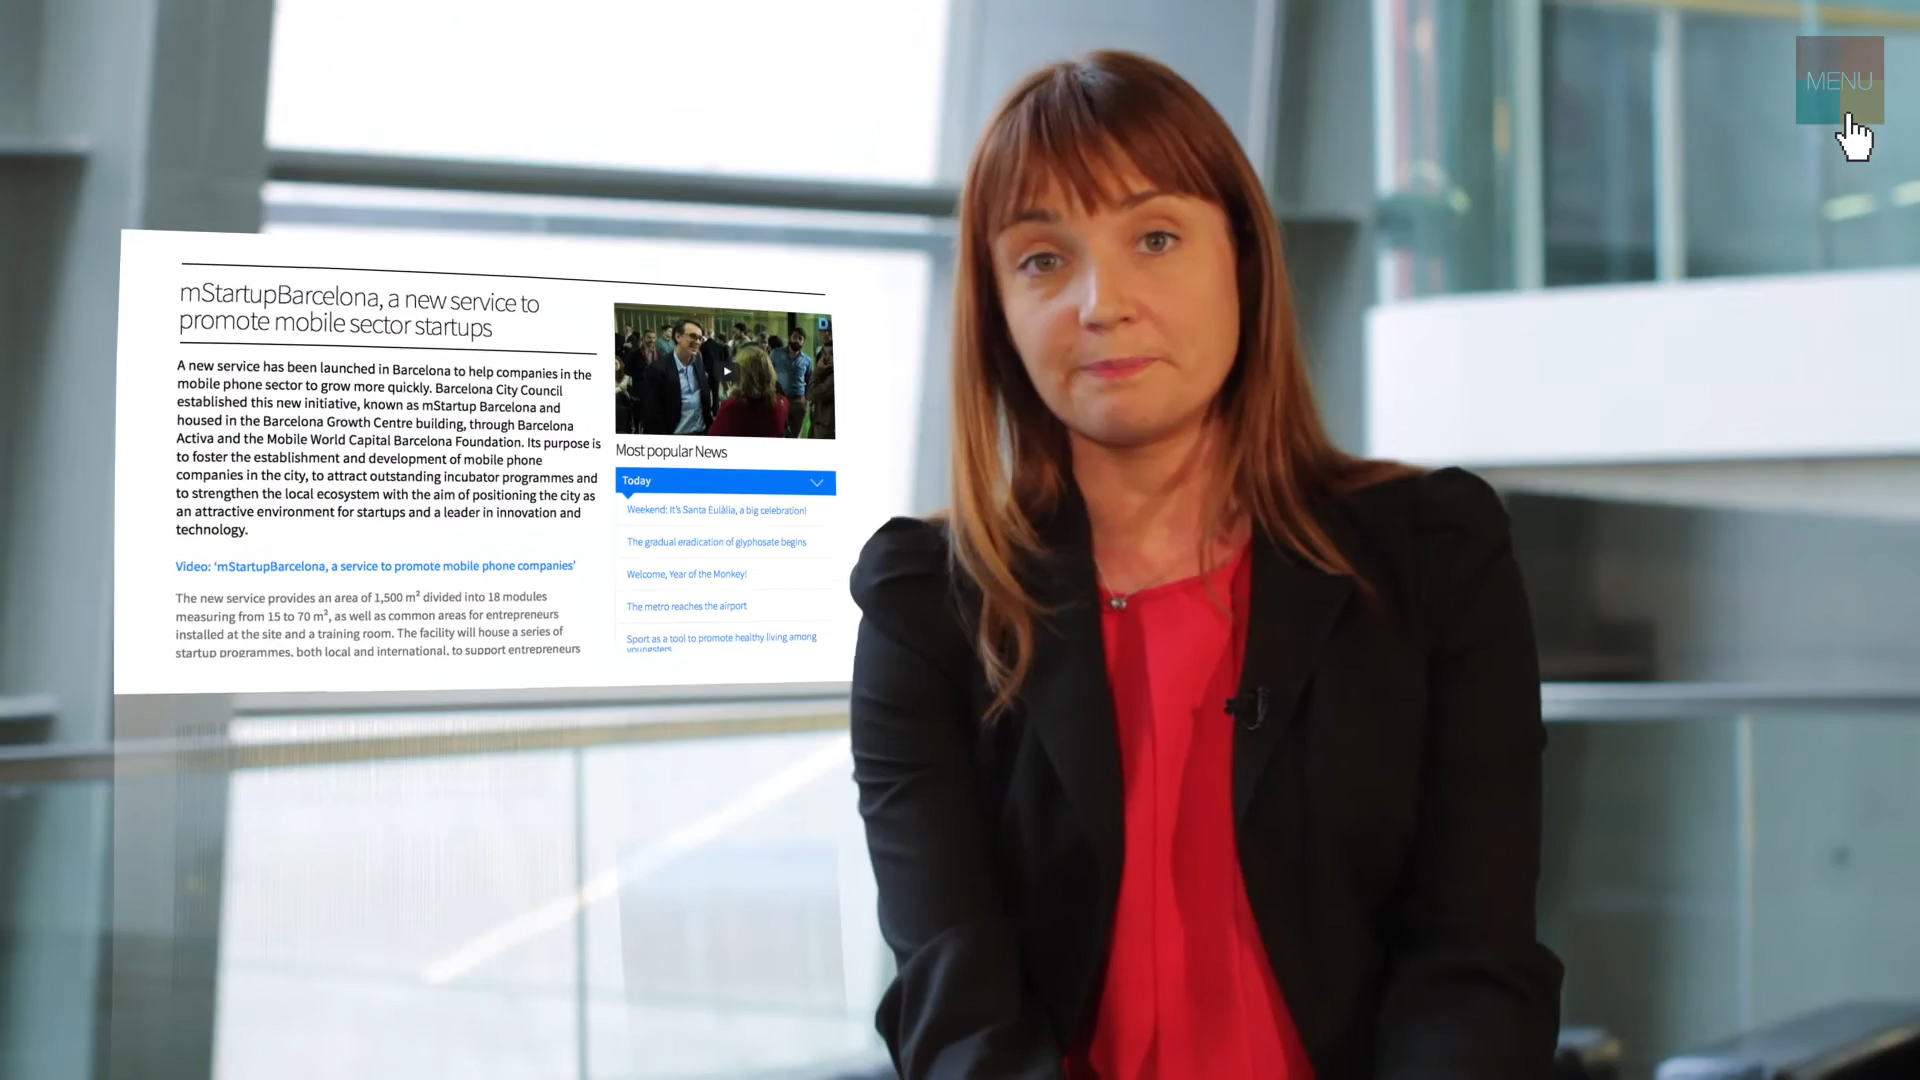 MENU
mStartupBarcelona, a new service to
promote mobile sector startups
A new service has been launched in Barcelona to help companies in the
mobile phone sector to grow more quickly. Barcelona City Council
established this new initiative, known as mStartup Barcelona and
housed in the Barcelona Growth Centre building, through Barcelona
Activa and the Mobile World Capital Barcelona Foundation. Its purpose is
to foster the establishment and development of mobile phone
companies in the city, to attract outstanding incubator programmes and
to strengthen the local ecosystem with the aim of positioning the city as
an attractive environment for startups and a leader in innovation and
technology.
Video: ‘mStartupBarcelona, a service to promote mobile phone companies’
The new service provides an area of 1,500 m² divided into 18 modules
measuring from 15 to 70 m², as well as common areas for entrepreneurs
installed at the site and a training room. The facility will house a series of
startup programmes, both local and international, to support entrepreneurs
D
Most popular News
Today
Weekend: It's Santa Eulàlia, a big celebration!
The gradual eradication of glyphosate begins
Welcome, Year of the Monkey!
The metro reaches the airport
Sport as a tool to promote healthy living among
youngsters